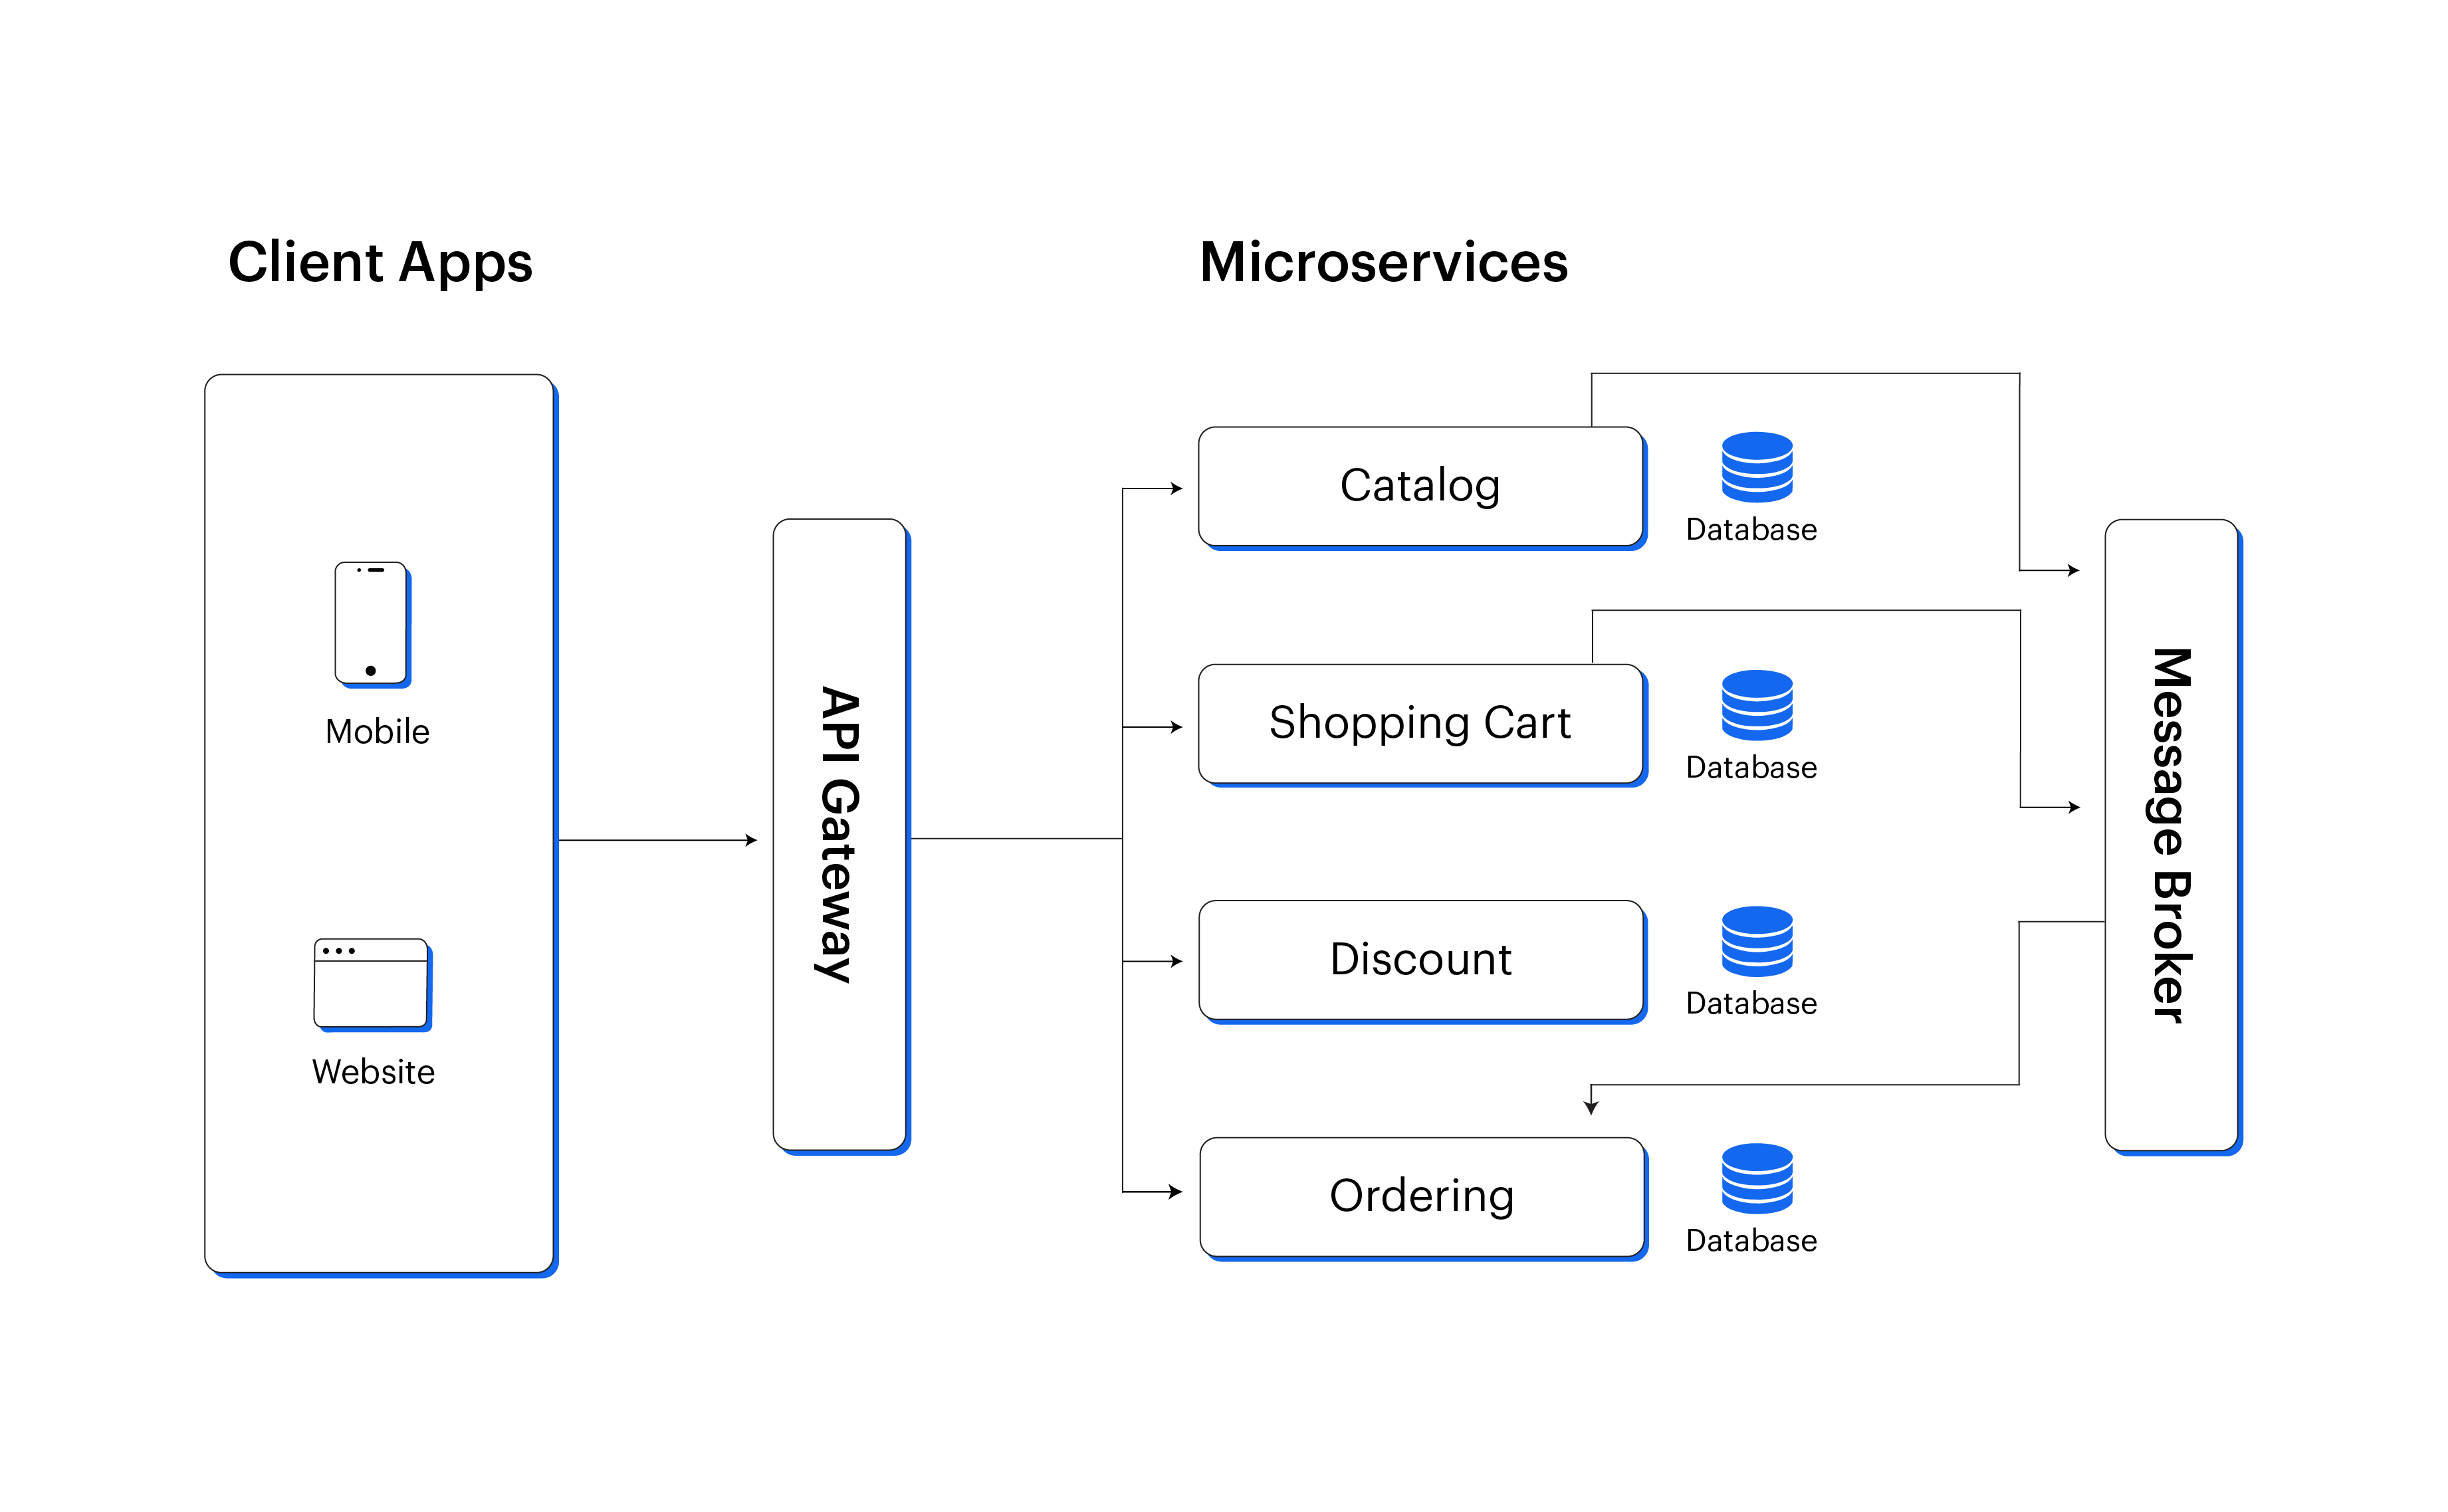 Client Apps
Microservices
Mobile
Website
API Gateway
Catalog
Database
Shopping Cart
Database
Discount
Database
Ordering
Database
Message Broker